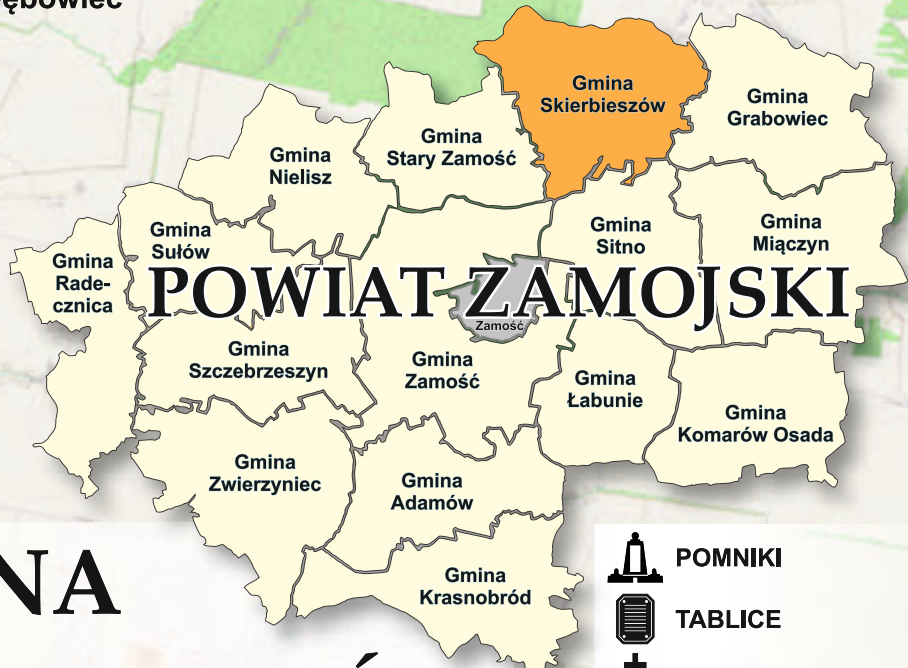 ębowiec
Gmina
Skierbieszów
Gmina
Grabowiec
Gmina
Stary Zamość
Gmina
Nielisz
Gmina
Sułów
Gmina
Sitno
Gmina
Miączyn
Gmina
Rade-
cznica
POWIAT ZAMOJSKI
Zamość
Gmina
Szczebrzeszyn
Gmina
Zamość
Gmina
Łabunie
Gmina
Komarów Osada
Gmina
Zwierzyniec
Gmina
Adamów
Gmina
Krasnobród
NA
POMNIKI
TABLICE